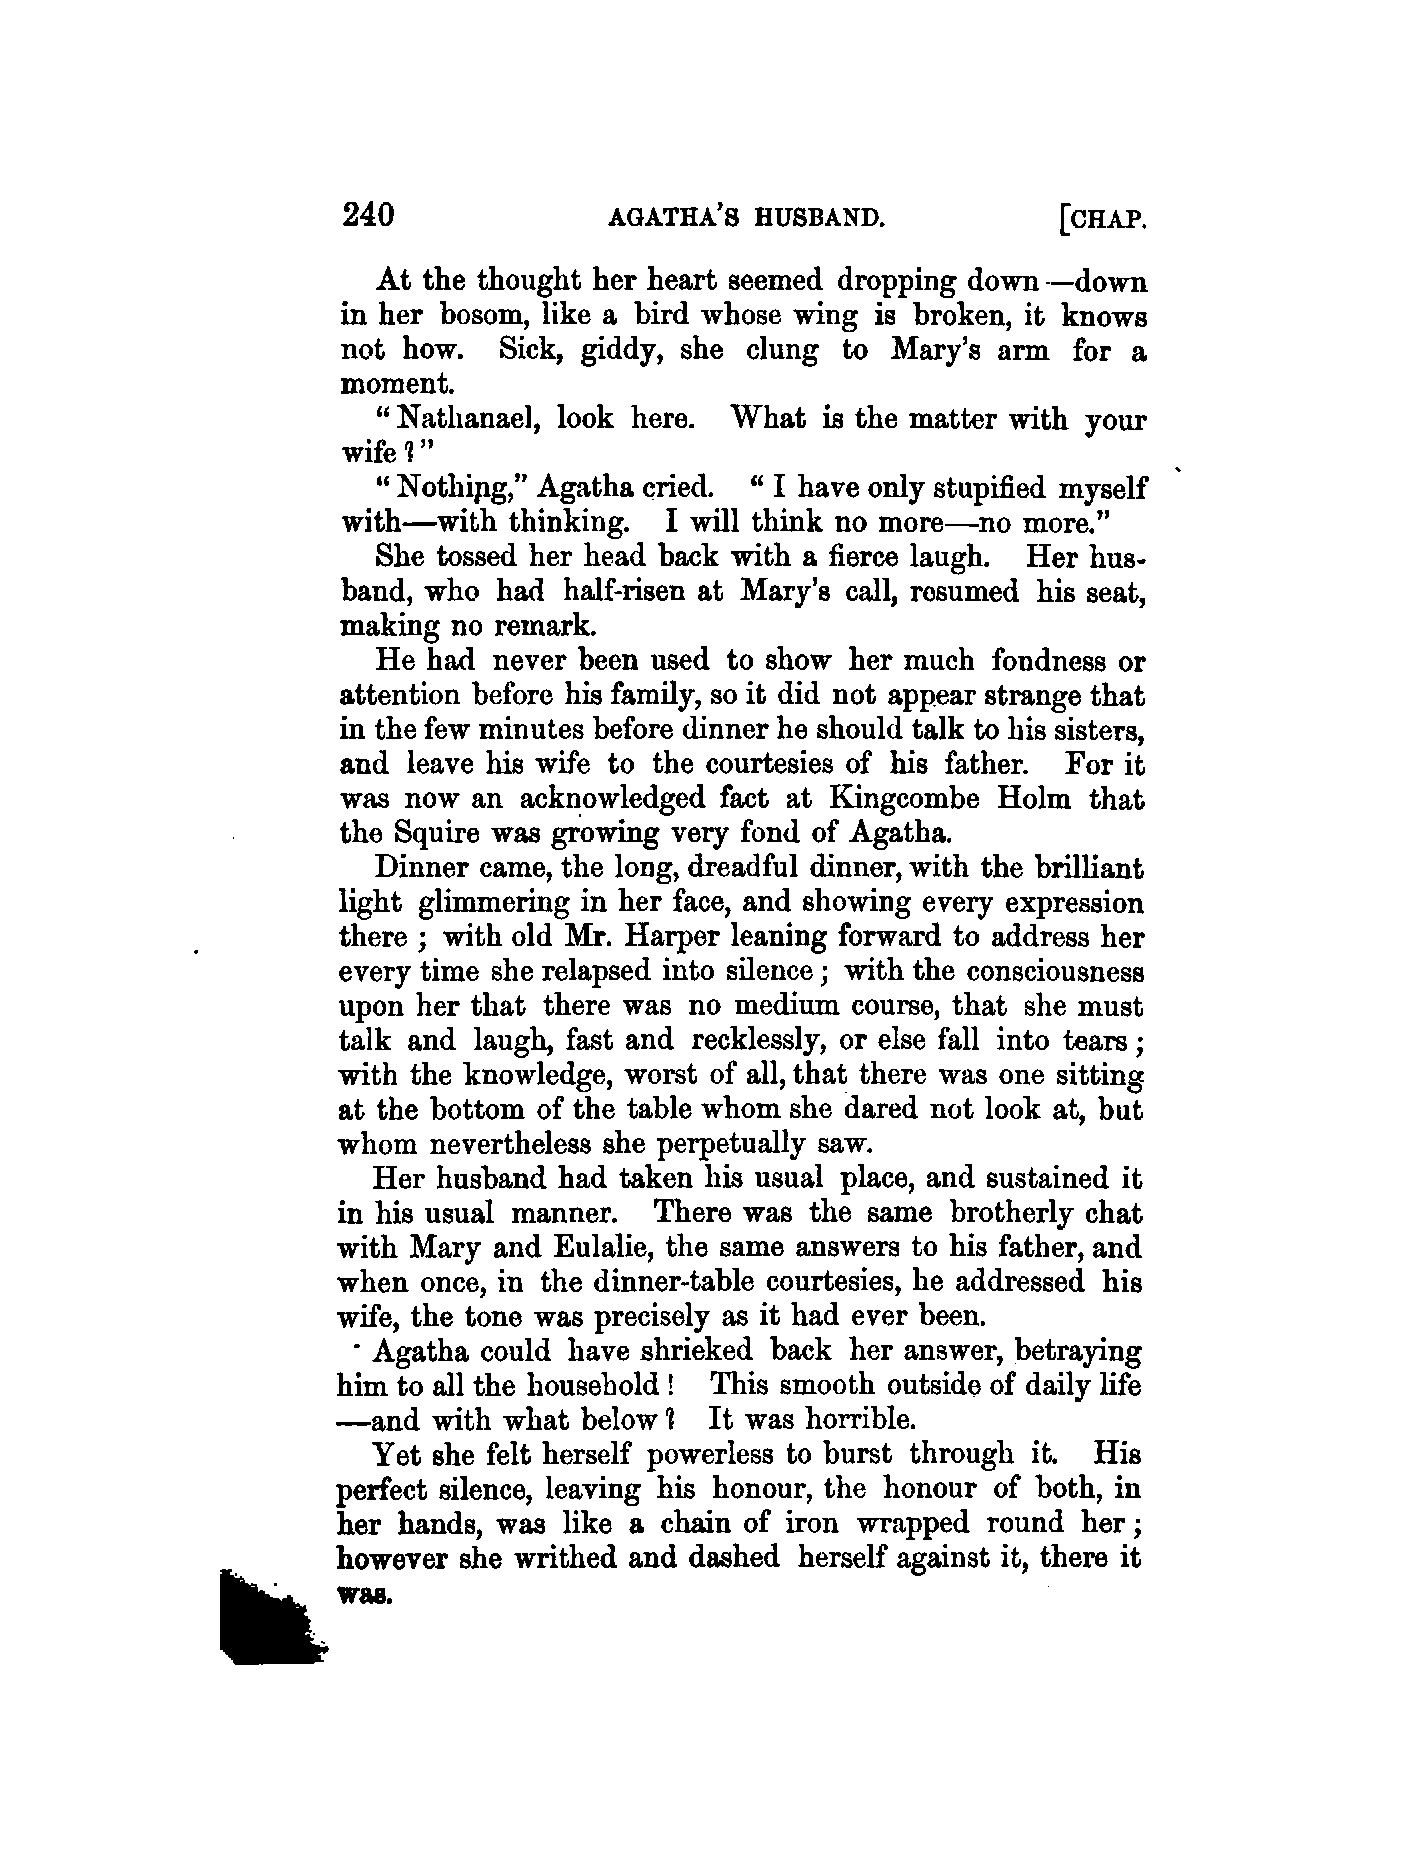 240 AGATHA'S HUSBAND. [CHAP.
At the thought her heart seemed dropping down—down
in her bosom, like a bird whose wing is broken, it knows
not how. Sick, giddy, she clung to Mary's arm for a
moment.
"Nathanael, look here. What is the matter with your
wife?"
"Nothing," Agatha cried. "I have only stupified myself
with—with thinking. I will think no more—no more."
She tossed her head back with a fierce laugh. Her hus-
band, who had half-risen at Mary's call, resumed his seat,
making no remark.
He had never been used to show her much fondness or
attention before his family, so it did not appear strange that
in the few minutes before dinner he should talk to his sisters,
and leave his wife to the courtesies of his father. For it
was now an acknowledged fact at Kingcombe Holm that
the Squire was growing very fond of Agatha.
Dinner came, the long, dreadful dinner, with the brilliant
light glimmering in her face, and showing every expression
there; with old Mr. Harper leaning forward to address her
every time she relapsed into silence; with the consciousness
upon her that there was no medium course, that she must
talk and laugh, fast and recklessly, or else fall into tears;
with the knowledge, worst of all, that there was one sitting
at the bottom of the table whom she dared not look at, but
whom nevertheless she perpetually saw.
Her husband had taken his usual place, and sustained it
in his usual manner. There was the same brotherly chat
with Mary and Eulalie, the same answers to his father, and
when once, in the dinner-table courtesies, he addressed his
wife, the tone was precisely as it had ever been.
Agatha could have shrieked back her answer, betraying
him to all the household! This smooth outside of daily life
—and with what below? It was horrible.
Yet she felt herself powerless to burst through it. His
perfect silence, leaving his honour, the honour of both, in
her hands, was like a chain of iron wrapped round her;
however she writhed and dashed herself against it, there it
was.